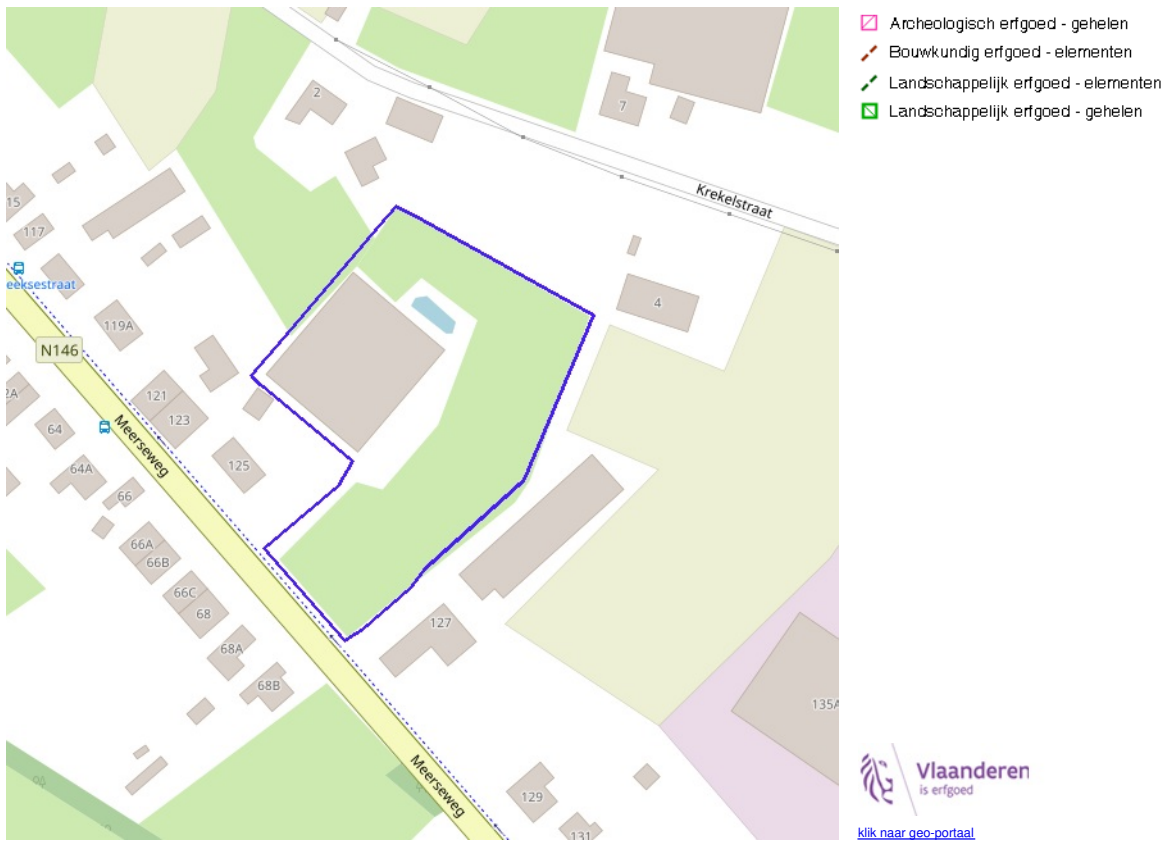 Archeologisch erfgoed - gehelen
Bouwkundig erfgoed - elementen
Landschappelijk erfgoed - elementen
Landschappelijk erfgoed - gehelen
2
7
Krekelstraat
15
117
eeksestraat
119A
4
N146
121
2A
123
64
Meerseweg
125
64A
66
66A
66B
66C
68
127
68A
68B
135A
Meerseweg
129
131
Vlaanderen
is erfgoed
klik naar geo-portaal